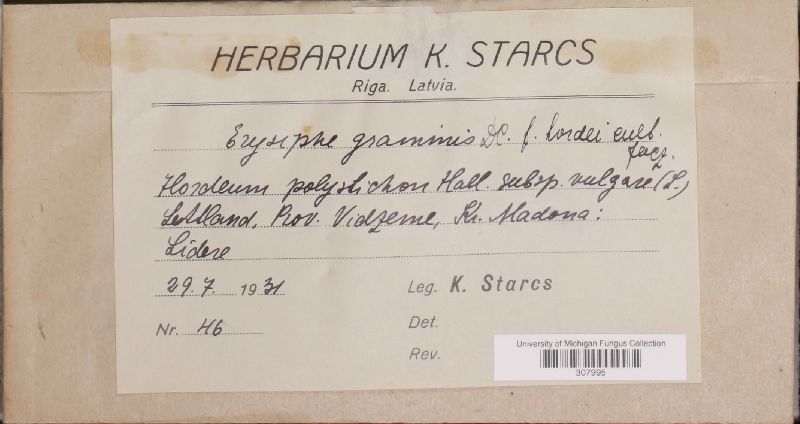 HERBARIUM K. STARCS
Riga. Latvia.
Erysiphe graminis DC. f. hordei cult.
Hordeum polystichon Hall. subsp. vulgare (L.)
Lettland, Prov. Vidzeme, Kr. Madona:
Lidere
29.7. 1931
Leg. K. Starcs
Nr. 46
Det.
Rev.
University of Michigan Fungus Collection
307995